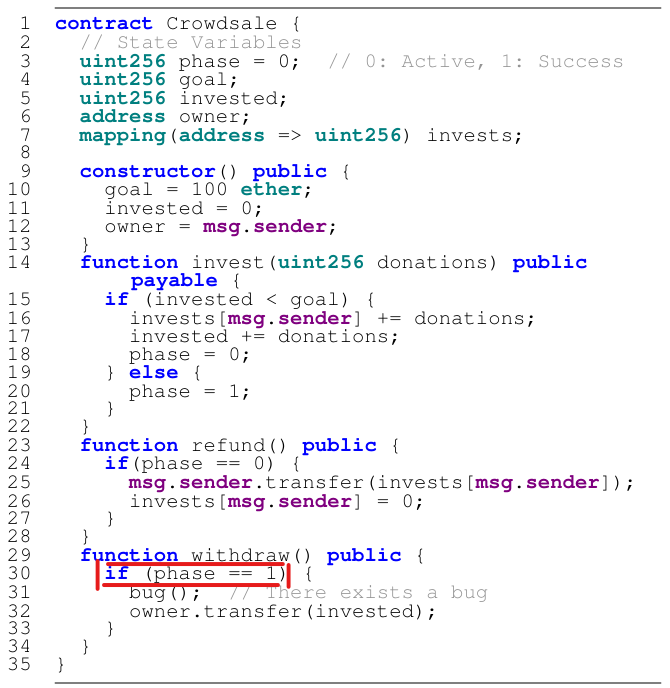 1 contract Crowdsale {
2 // State Variables
3 uint256 phase = 0; // 0: Active, 1: Success
4 uint256 goal;
5 uint256 invested;
6 address owner;
7 mapping(address => uint256) invests;
8
9 constructor() public {
10 goal = 100 ether;
11 invested = 0;
12 owner = msg.sender;
13 }
14 function invest(uint256 donations) public
payable {
15 if (invested < goal) {
16 invests[msg.sender] += donations;
17 invested += donations;
18 phase = 0;
19 } else {
20 phase = 1;
21 }
22 }
23 function refund() public {
24 if(phase == 0) {
25 msg.sender.transfer(invests[msg.sender]);
26 invests[msg.sender] = 0;
27 }
28 }
29 function withdraw() public {
30 if (phase == 1) {
31 bug(); // There exists a bug
32 owner.transfer(invested);
33 }
34 }
35 }